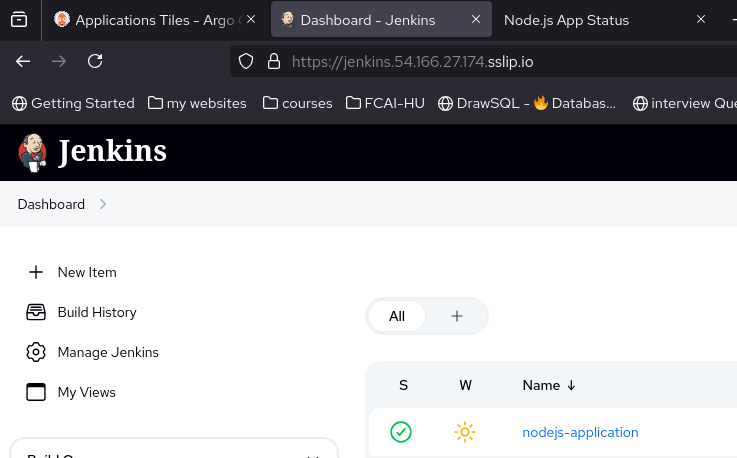 Applications Tiles - Argo
Dashboard - Jenkins
Node.js App Status
https://jenkins.54.166.27.174.sslip.io
Getting Started
my websites
courses
FCAI-HU
DrawSQL - 🔥 Databas...
interview Que
Jenkins
Dashboard
New Item
Build History
Manage Jenkins
My Views
All
S W Name ↓
nodejs-application